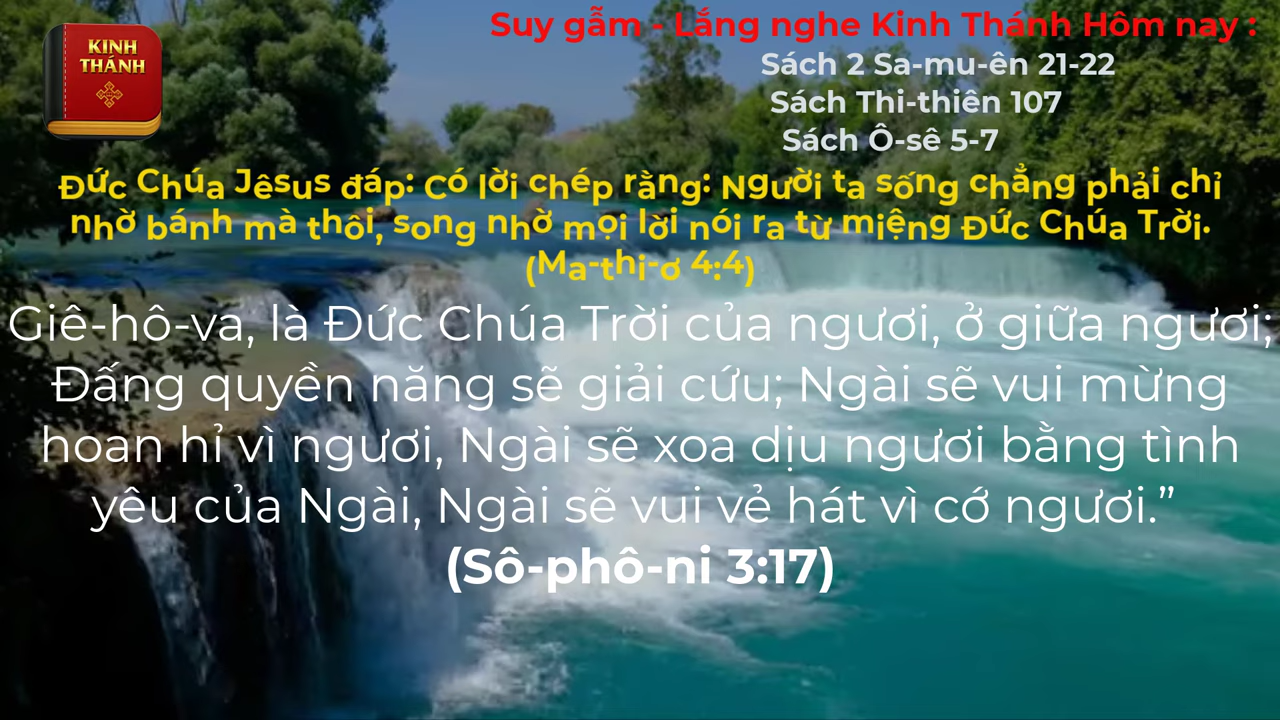 KINH
THÁNH
Suy gẫm - Lắng nghe Kinh Thánh Hôm nay :
Sách 2 Sa-mu-ên 21-22
Sách Thi-thiên 107
Sách Ô-sê 5-7
Đức Chúa Jêsus đáp: Có lời chép rằng: Người ta sống chẳng phải chỉ
nhờ bánh mà thôi, song nhờ mọi lời nói ra từ miệng Đức Chúa Trời.
(Ma-thi-ơ 4:4)
Giê-hô-va, là Đức Chúa Trời của ngươi, ở giữa ngươi;
Đấng quyền năng sẽ giải cứu; Ngài sẽ vui mừng
hoan hỉ vì ngươi, Ngài sẽ xoa dịu ngươi bằng tình
yêu của Ngài, Ngài sẽ vui vẻ hát vì cớ ngươi.”
(Sô-phô-ni 3:17)